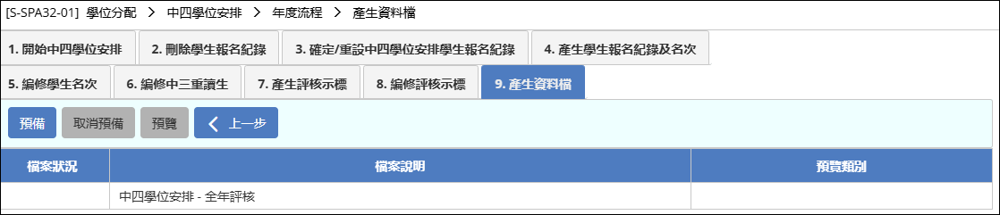 [S-SPA32-01] 學位分配 > 中四學位安排 > 年度流程 > 產生資料檔
1. 開始中四學位安排 2. 刪除學生報名紀錄 3. 確定/重設中四學位安排學生報名紀錄 4. 產生學生報名紀錄及名次
5. 編修學生名次 6. 編修中三重讀生 7. 產生評核示標 8. 編修評核示標 9. 產生資料檔
預備 取消預備 預覽 上一步
檔案狀況 檔案說明 預覽類別
中四學位安排 - 全年評核